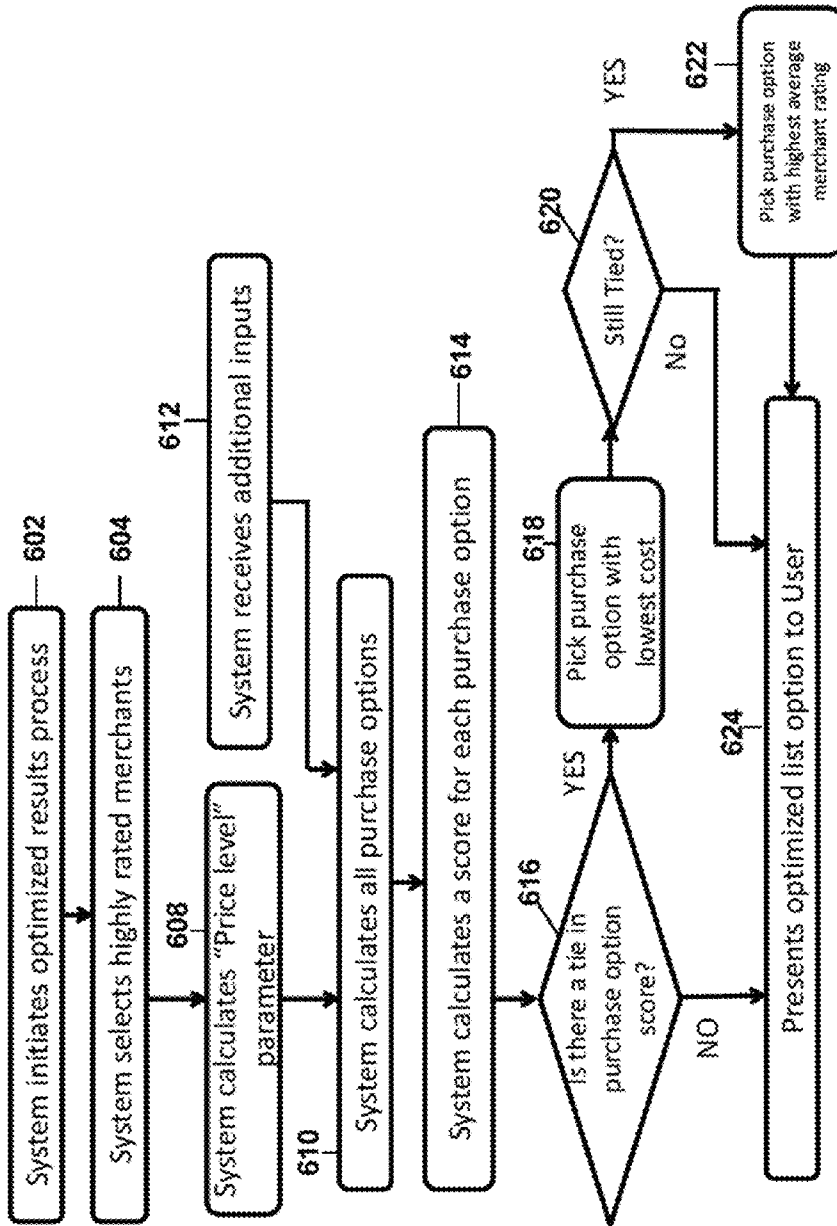 System initiates optimized results process
602
System selects highly rated merchants
604
608
System calculates "Price level"
parameter
612
System receives additional inputs
610
System calculates all purchase options
System calculates a score for each purchase option
614
616
Is there a tie in
purchase option
score?
YES
NO
618
Pick purchase
option with
lowest cost
620
Still Tied?
YES
No
622
Pick purchase option
with highest average
merchant rating
624
Presents optimized list option to User